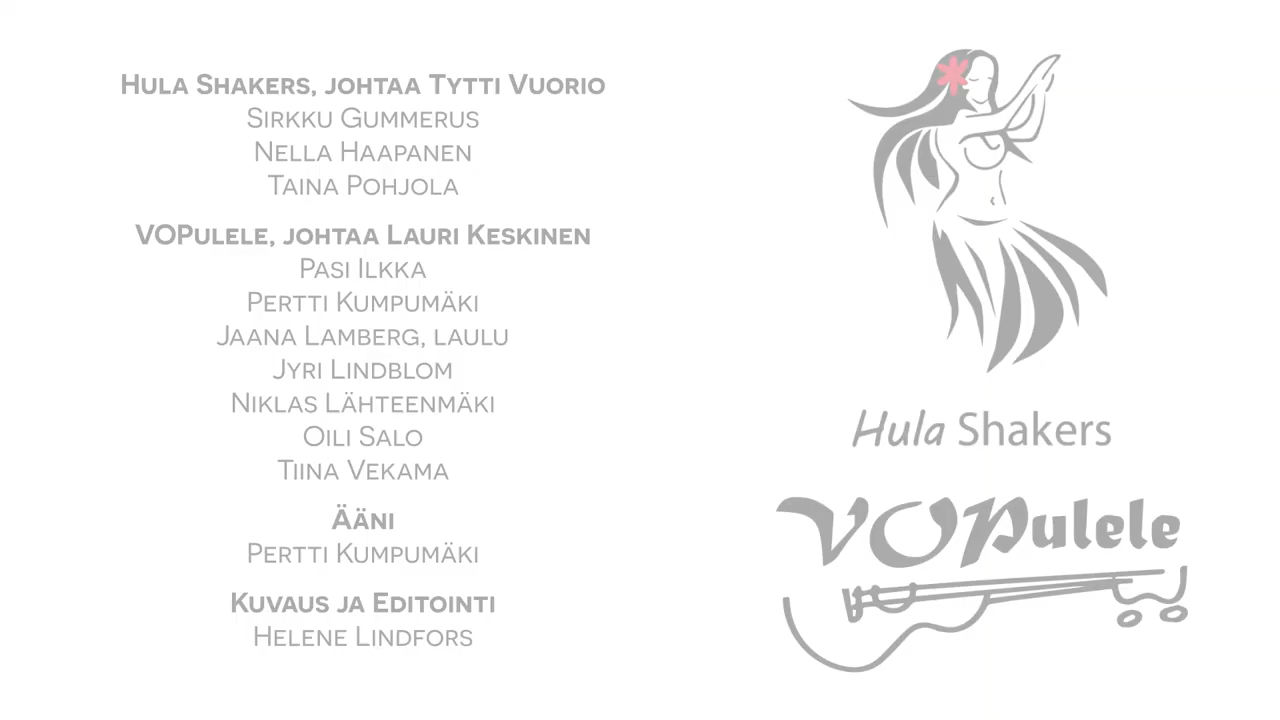 Hula Shakers, johtaa Tytti Vuorio
Sirkku Gummerus
Nella Haapanen
Taina Pohjola
VOPulele, johtaa Lauri Keskinen
Pasi Ilkka
Pertti Kumpumäki
Jaana Lamberg, laulu
Jyri Lindblom
Niklas Lähteenmäki
Oili Salo
Tiina Vekama
Ääni
Pertti Kumpumäki
Kuvaus ja Editointi
Helene Lindfors
Hula Shakers
VOPulele